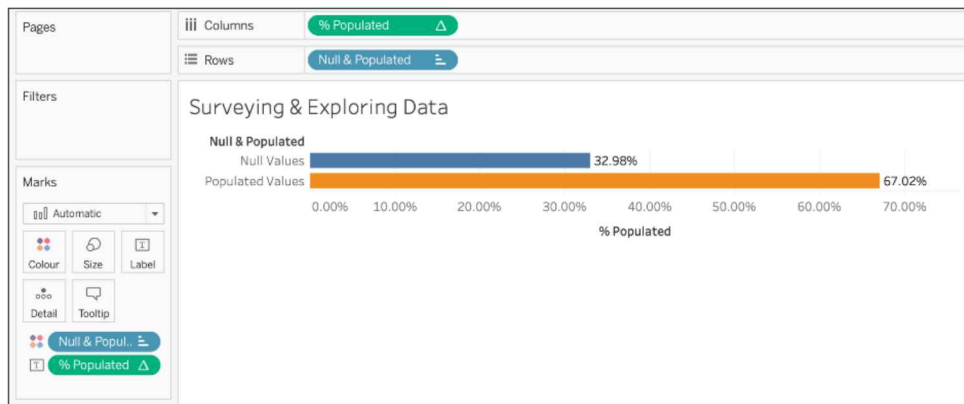 Pages
Columns
% Populated
Rows
Null & Populated
Filters
Surveying & Exploring Data
Null & Populated
Null Values
32.98%
Populated Values
67.02%
0.00% 10.00% 20.00% 30.00% 40.00% 50.00% 60.00% 70.00%
% Populated
Marks
Automatic
Colour Size Label
Detail Tooltip
Null & Popul..
% Populated